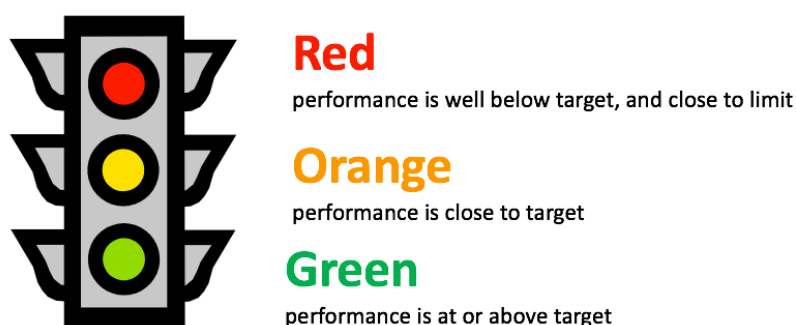 Red
performance is well below target, and close to limit
Orange
performance is close to target
Green
performance is at or above target